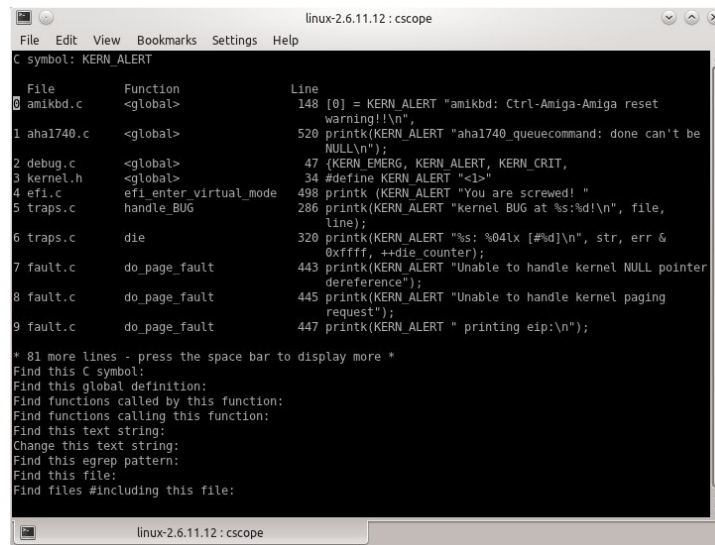 linux-2.6.11.12 : cscope
File Edit View Bookmarks Settings Help
C symbol: KERN_ALERT
File Function Line
0 amikbd.c <global> 148 [0] = KERN_ALERT "amikbd: Ctrl-Amiga-Amiga reset
warning!!\n",
1 aha1740.c <global> 520 printk(KERN_ALERT "aha1740_queuecommand: done can't be
NULL\n");
2 debug.c <global> 47 {KERN_EMERG, KERN_ALERT, KERN_CRIT,
3 kernel.h <global> 34 #define KERN_ALERT "<1>"
4 efi.c efi_enter_virtual_mode 498 printk (KERN_ALERT "You are screwed! "
5 traps.c handle_BUG 286 printk(KERN_ALERT "kernel BUG at %s:%d!\n", file,
line);
6 traps.c die 320 printk(KERN_ALERT "%s: %04lx [#%d]\n", str, err &
0xffff, ++die_counter);
7 fault.c do_page_fault 443 printk(KERN_ALERT "Unable to handle kernel NULL pointer
dereference");
8 fault.c do_page_fault 445 printk(KERN_ALERT "Unable to handle kernel paging
request");
9 fault.c do_page_fault 447 printk(KERN_ALERT " printing eip:\n");
* 81 more lines - press the space bar to display more *
Find this C symbol:
Find this global definition:
Find functions called by this function:
Find functions calling this function:
Find this text string:
Change this text string:
Find this egrep pattern:
Find this file:
Find files #including this file:
linux-2.6.11.12 : cscope